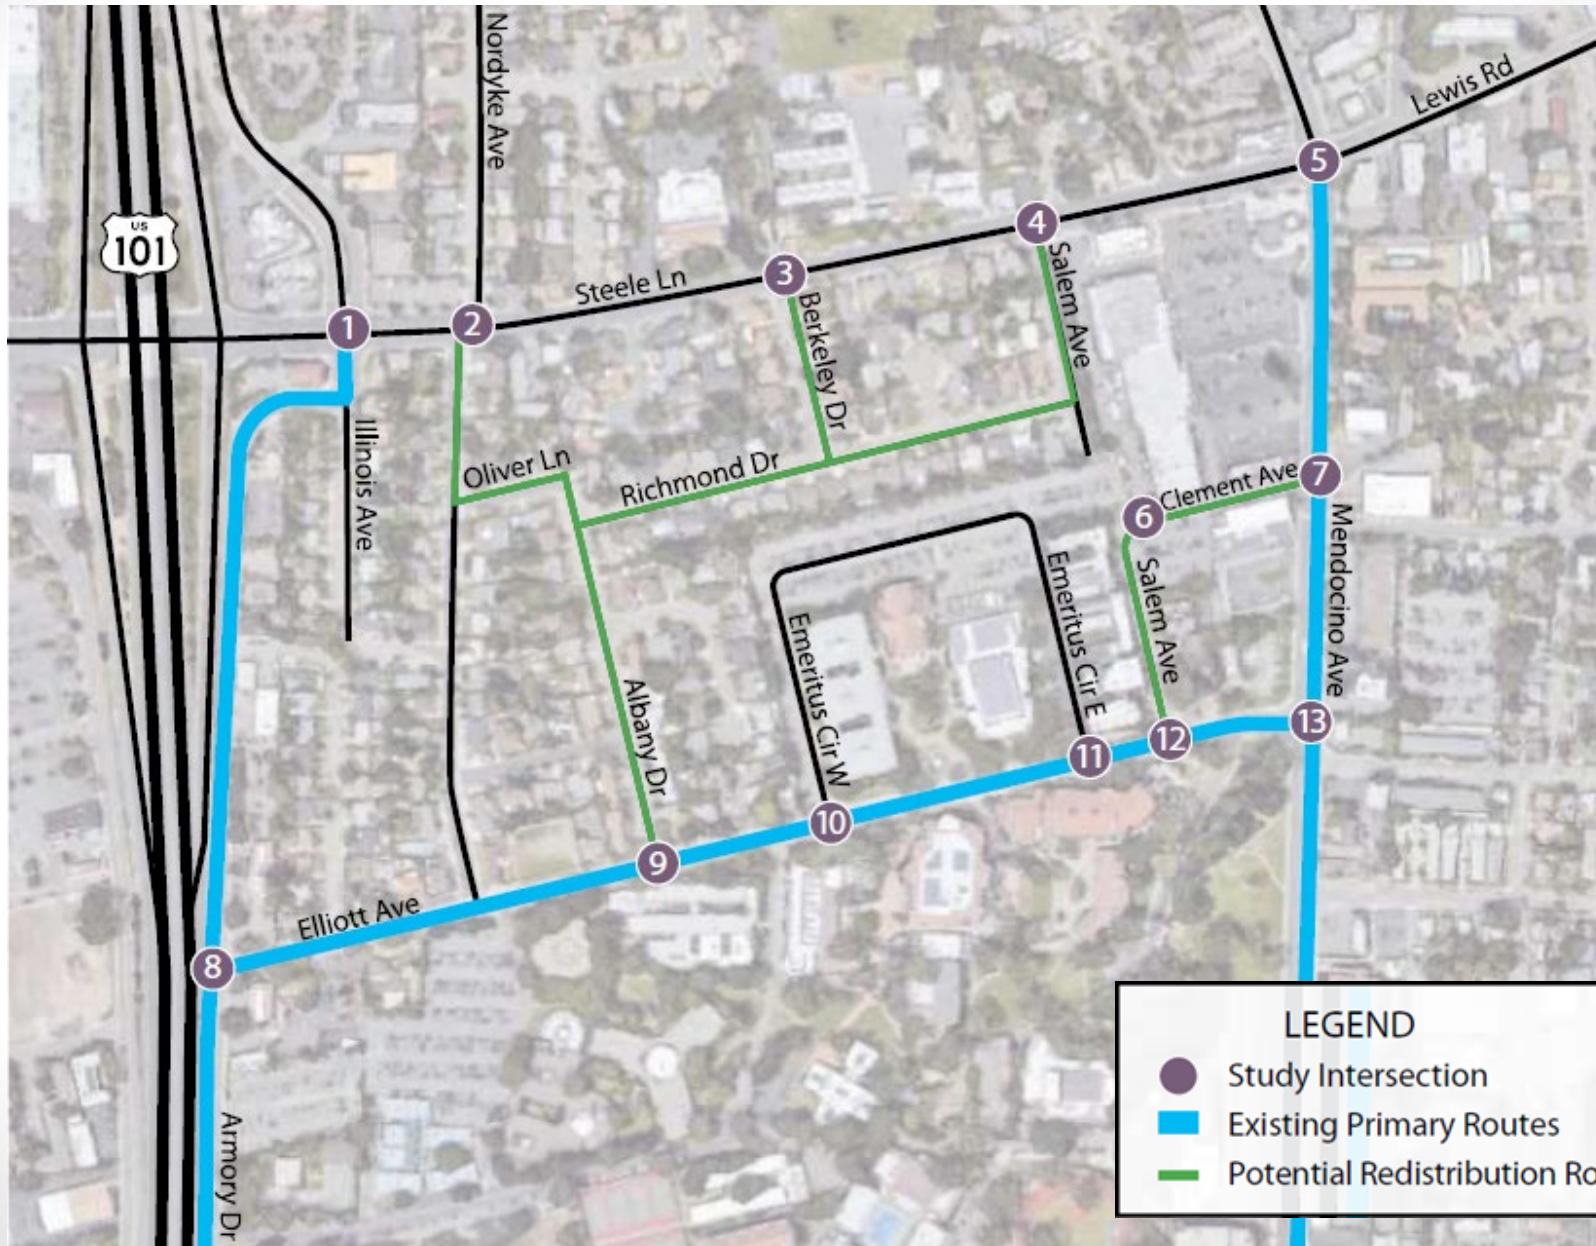 Nordyke Ave
Lewis Rd
US
101
5
4
3
1
2
Steele Ln
Salem Ave
Berkeley Dr
Illinois Ave
Oliver Ln
Richmond Dr
7
Clement Ave
6
Mendocino Ave
Emeritus Cir E
Salem Ave
Emeritus Cir W
Albany Dr
13
12
11
10
9
Elliott Ave
8
Armory Dr
LEGEND
Study Intersection
Existing Primary Routes
Potential Redistribution Ro